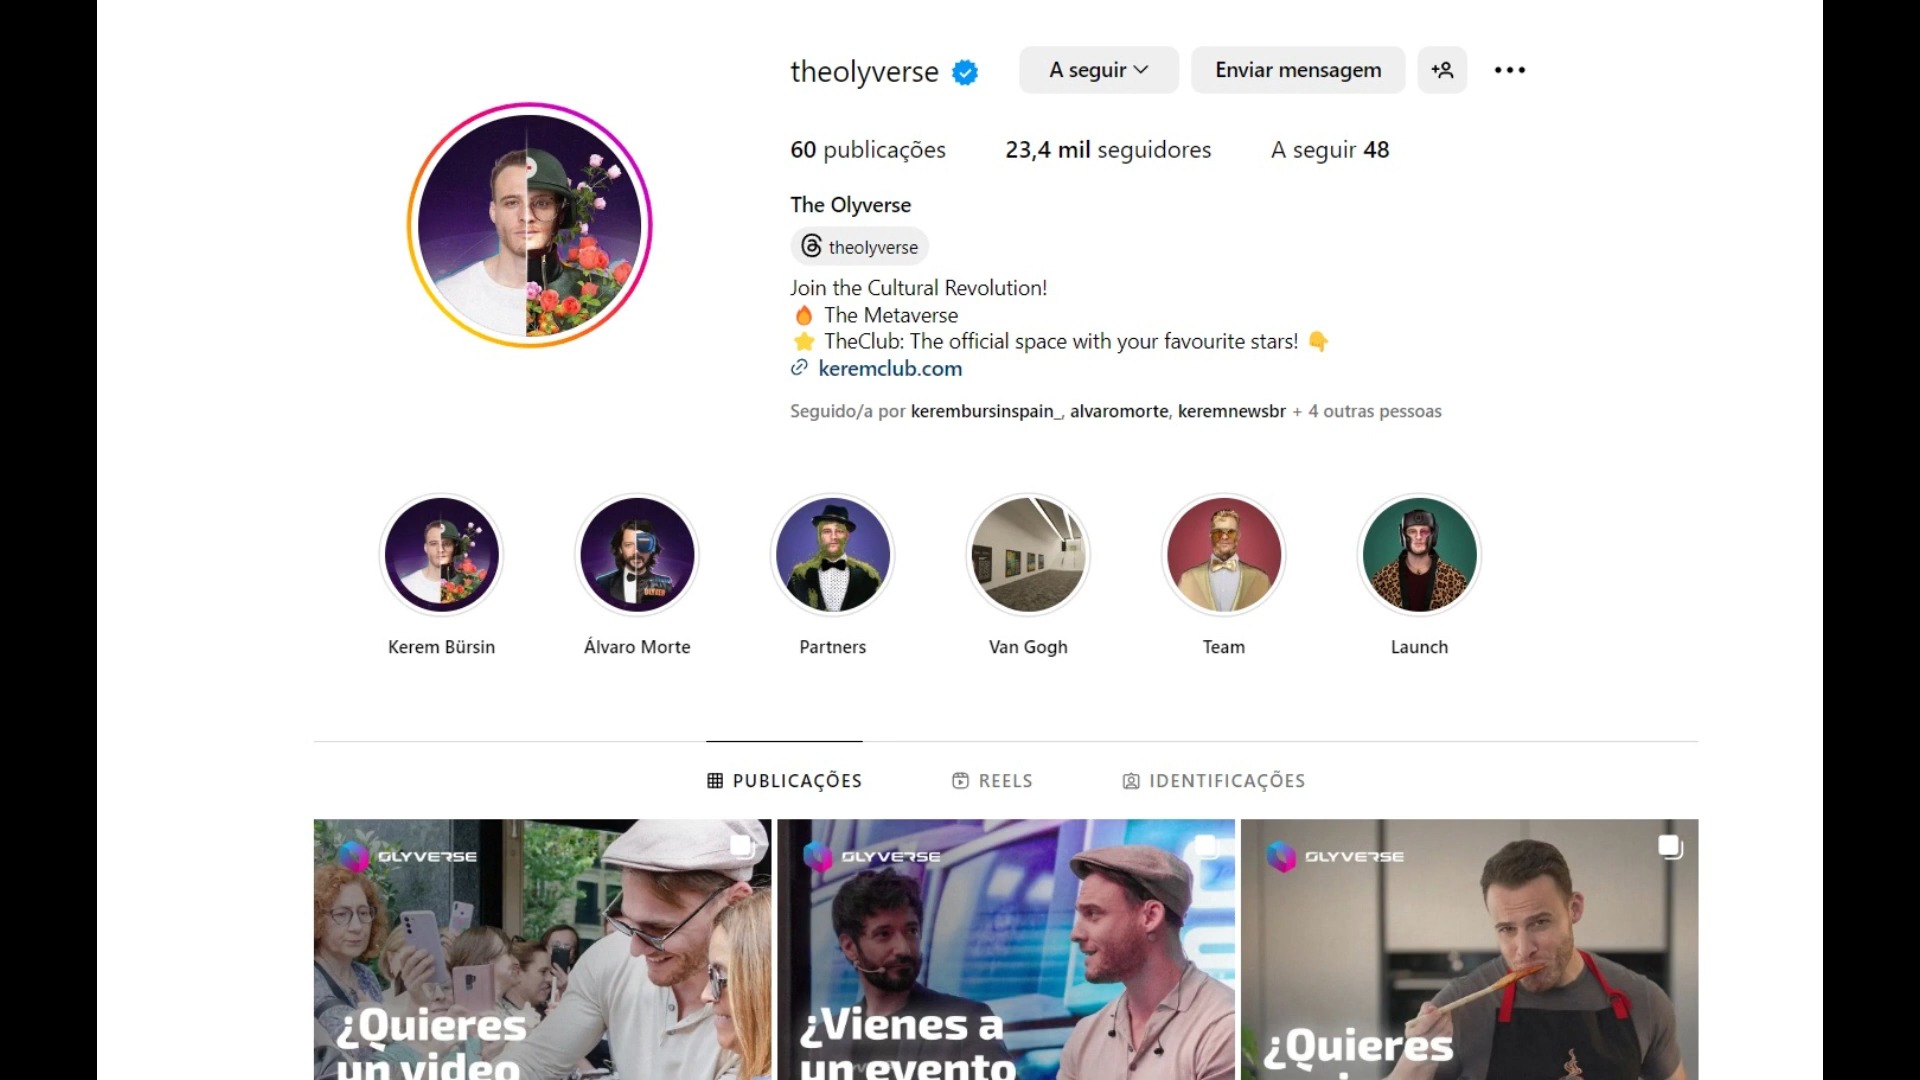 theolyverse
A seguir
Enviar mensagem
60 publicações
23,4 mil seguidores
A seguir 48
The Olyverse
theolyverse
Join the Cultural Revolution!
🔥 The Metaverse
⭐ TheClub: The official space with your favourite stars! 👇
keremclub.com
Seguido/a por kerembursinspain_, alvaromorte, keremnewsbr + 4 outras pessoas
Kerem Bürsin
Álvaro Morte
Partners
Van Gogh
Team
Launch
PUBLICAÇÕES
REELS
IDENTIFICAÇÕES
OLYVERSE
¿Quieres
un video
OLYVERSE
¿Vienes a
un evento
OLYVERSE
¿Quieres